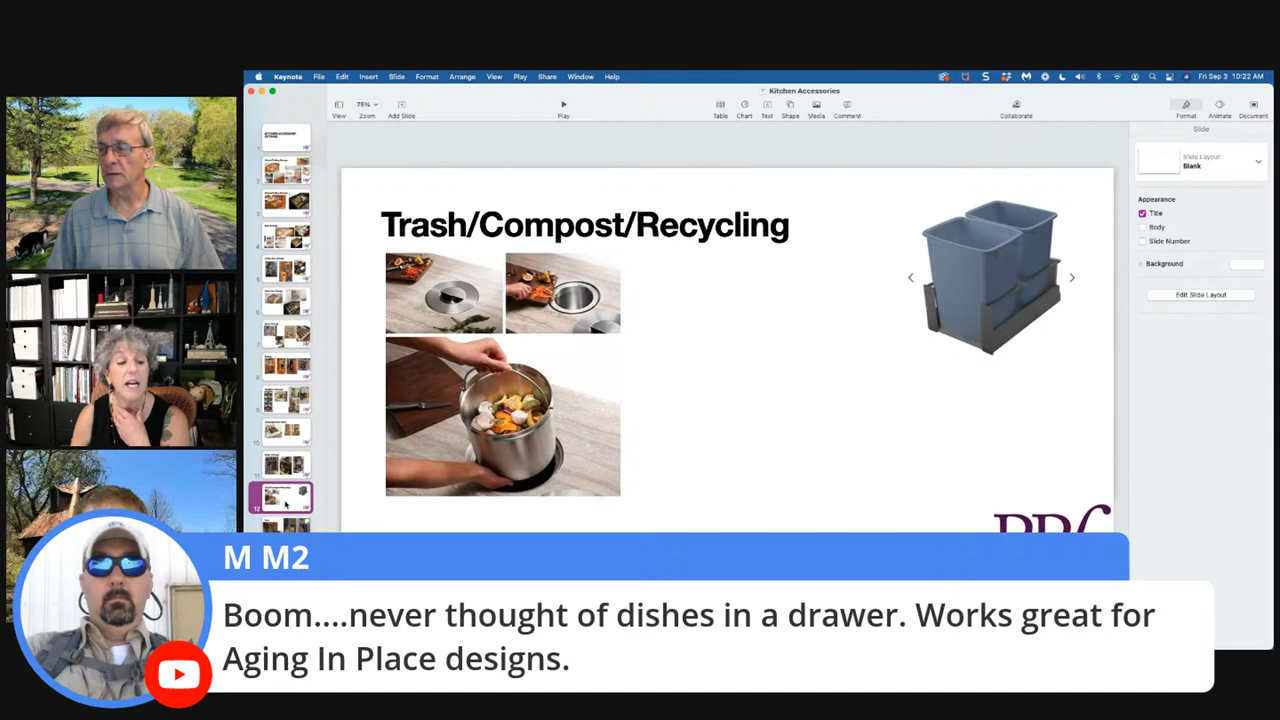 Keynote File Edit Insert Slide Format Arrange View Play Share Window Help
Fri Sep 3 10:22 AM
Kitchen Accessories
75%
View Zoom Add Slide
Play
Table Chart Text Shape Media Comment
Collaborate
Format Animate Document
Slide
Slide Layout
Blank
Appearance
Title
Body
Slide Number
Background
Edit Slide Layout
Trash/Compost/Recycling
12
M M2
Boom....never thought of dishes in a drawer. Works great for
Aging In Place designs.